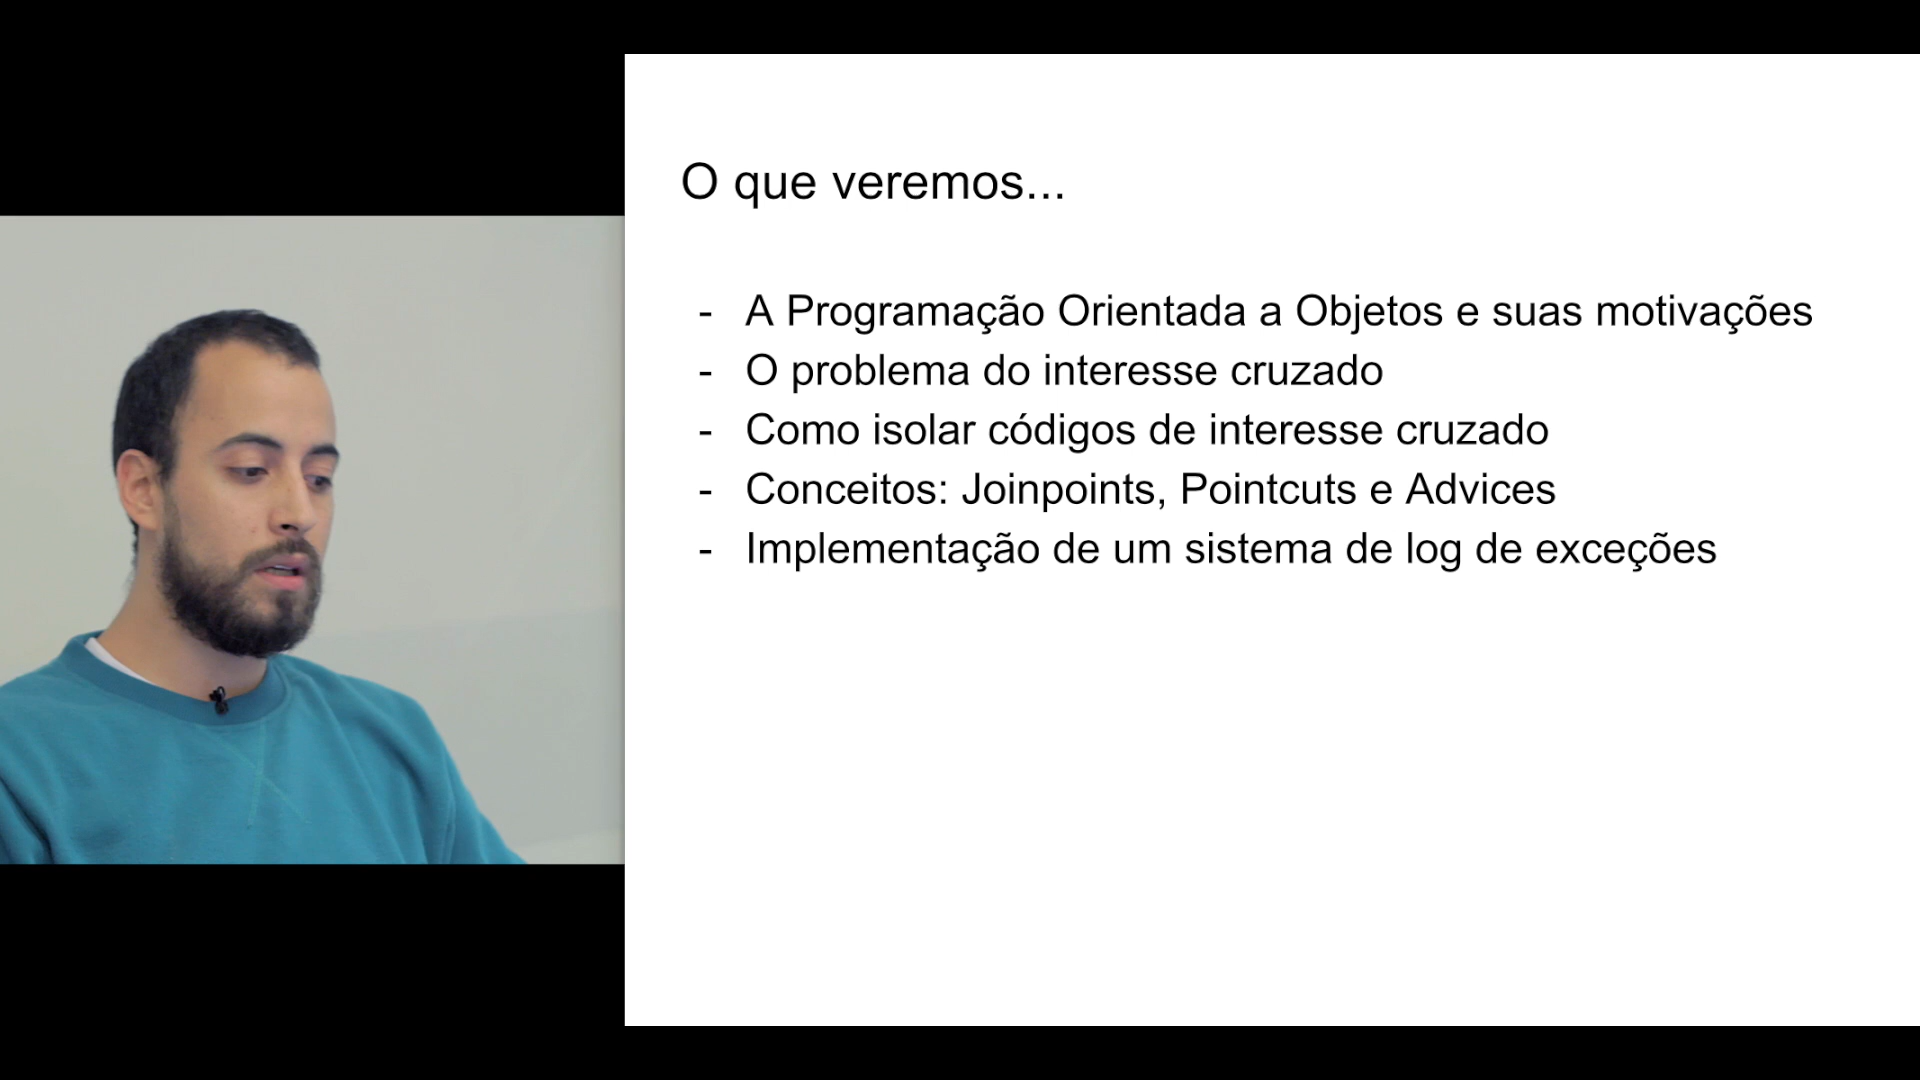 O que veremos...
- A Programação Orientada a Objetos e suas motivações
- O problema do interesse cruzado
- Como isolar códigos de interesse cruzado
- Conceitos: Joinpoints, Pointcuts e Advices
- Implementação de um sistema de log de exceções